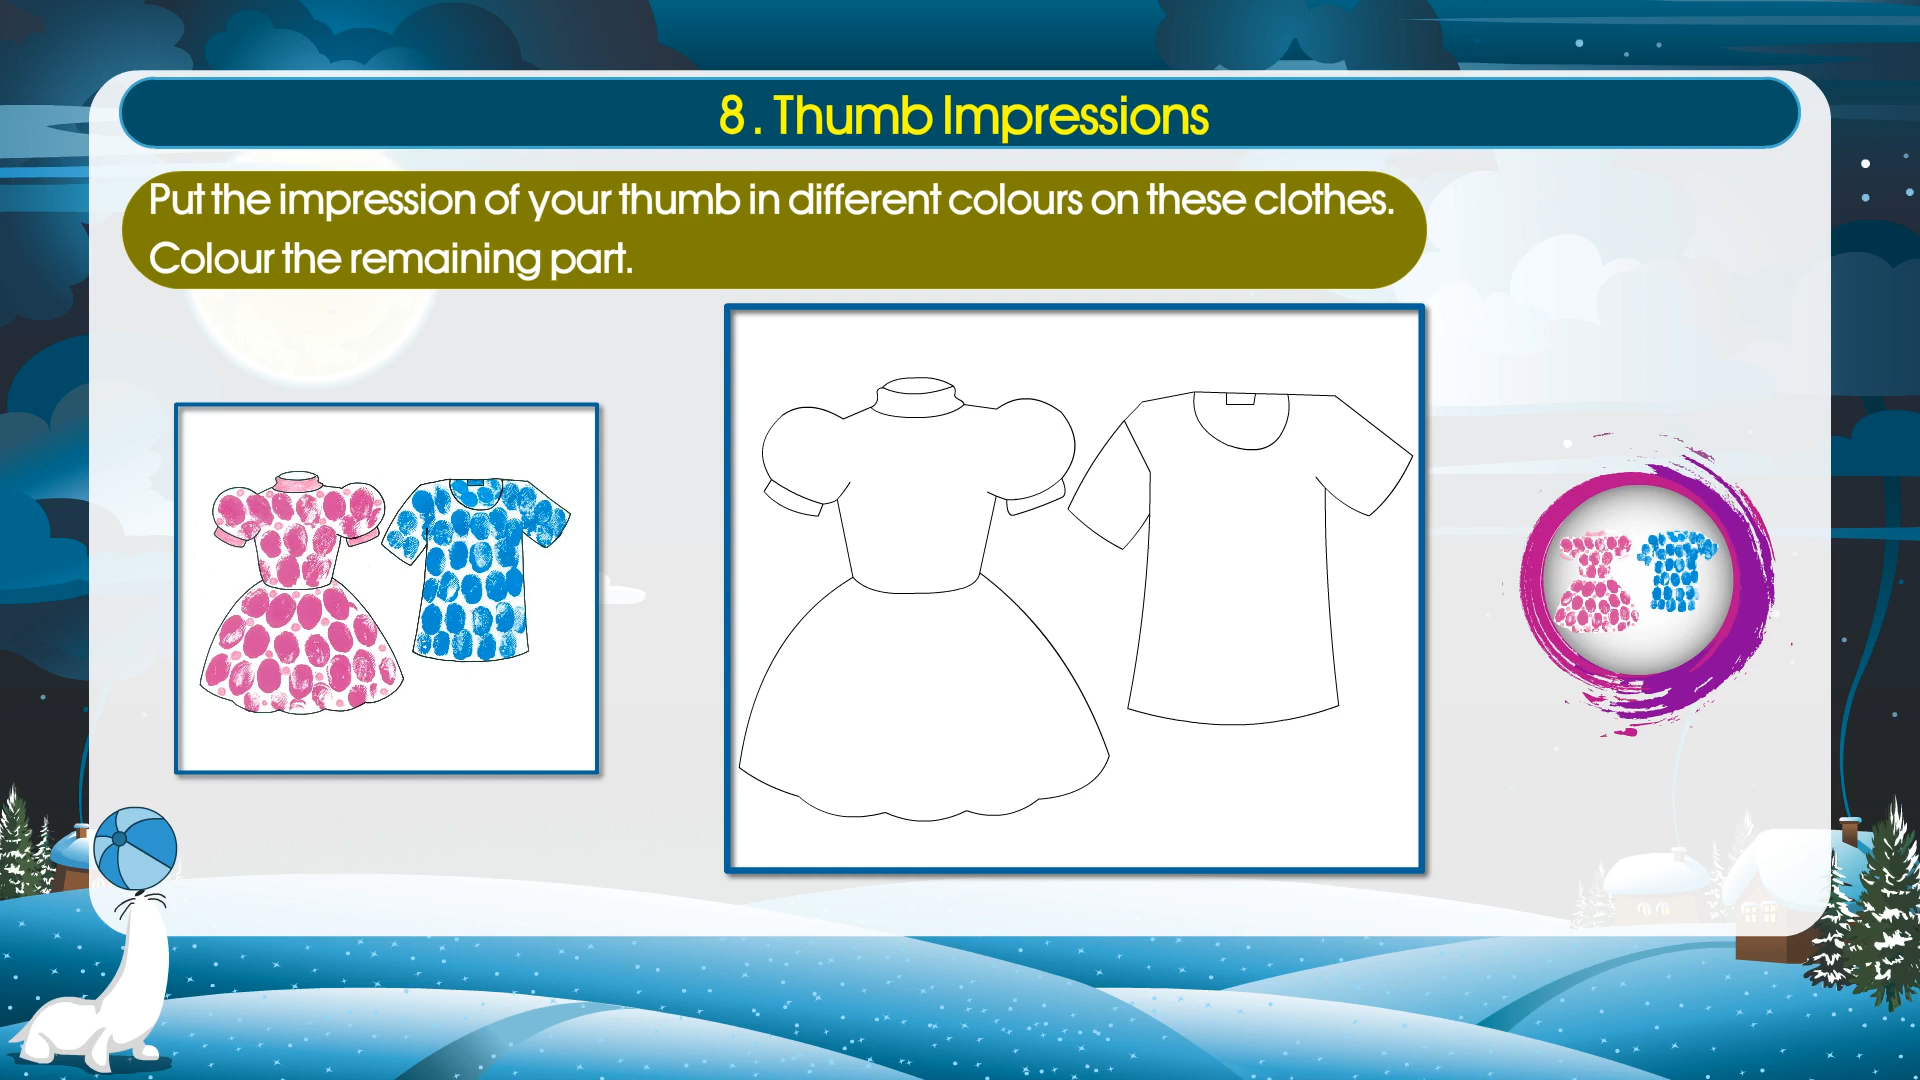 8. Thumb Impressions
Put the impression of your thumb in different colours on these clothes.
Colour the remaining part.